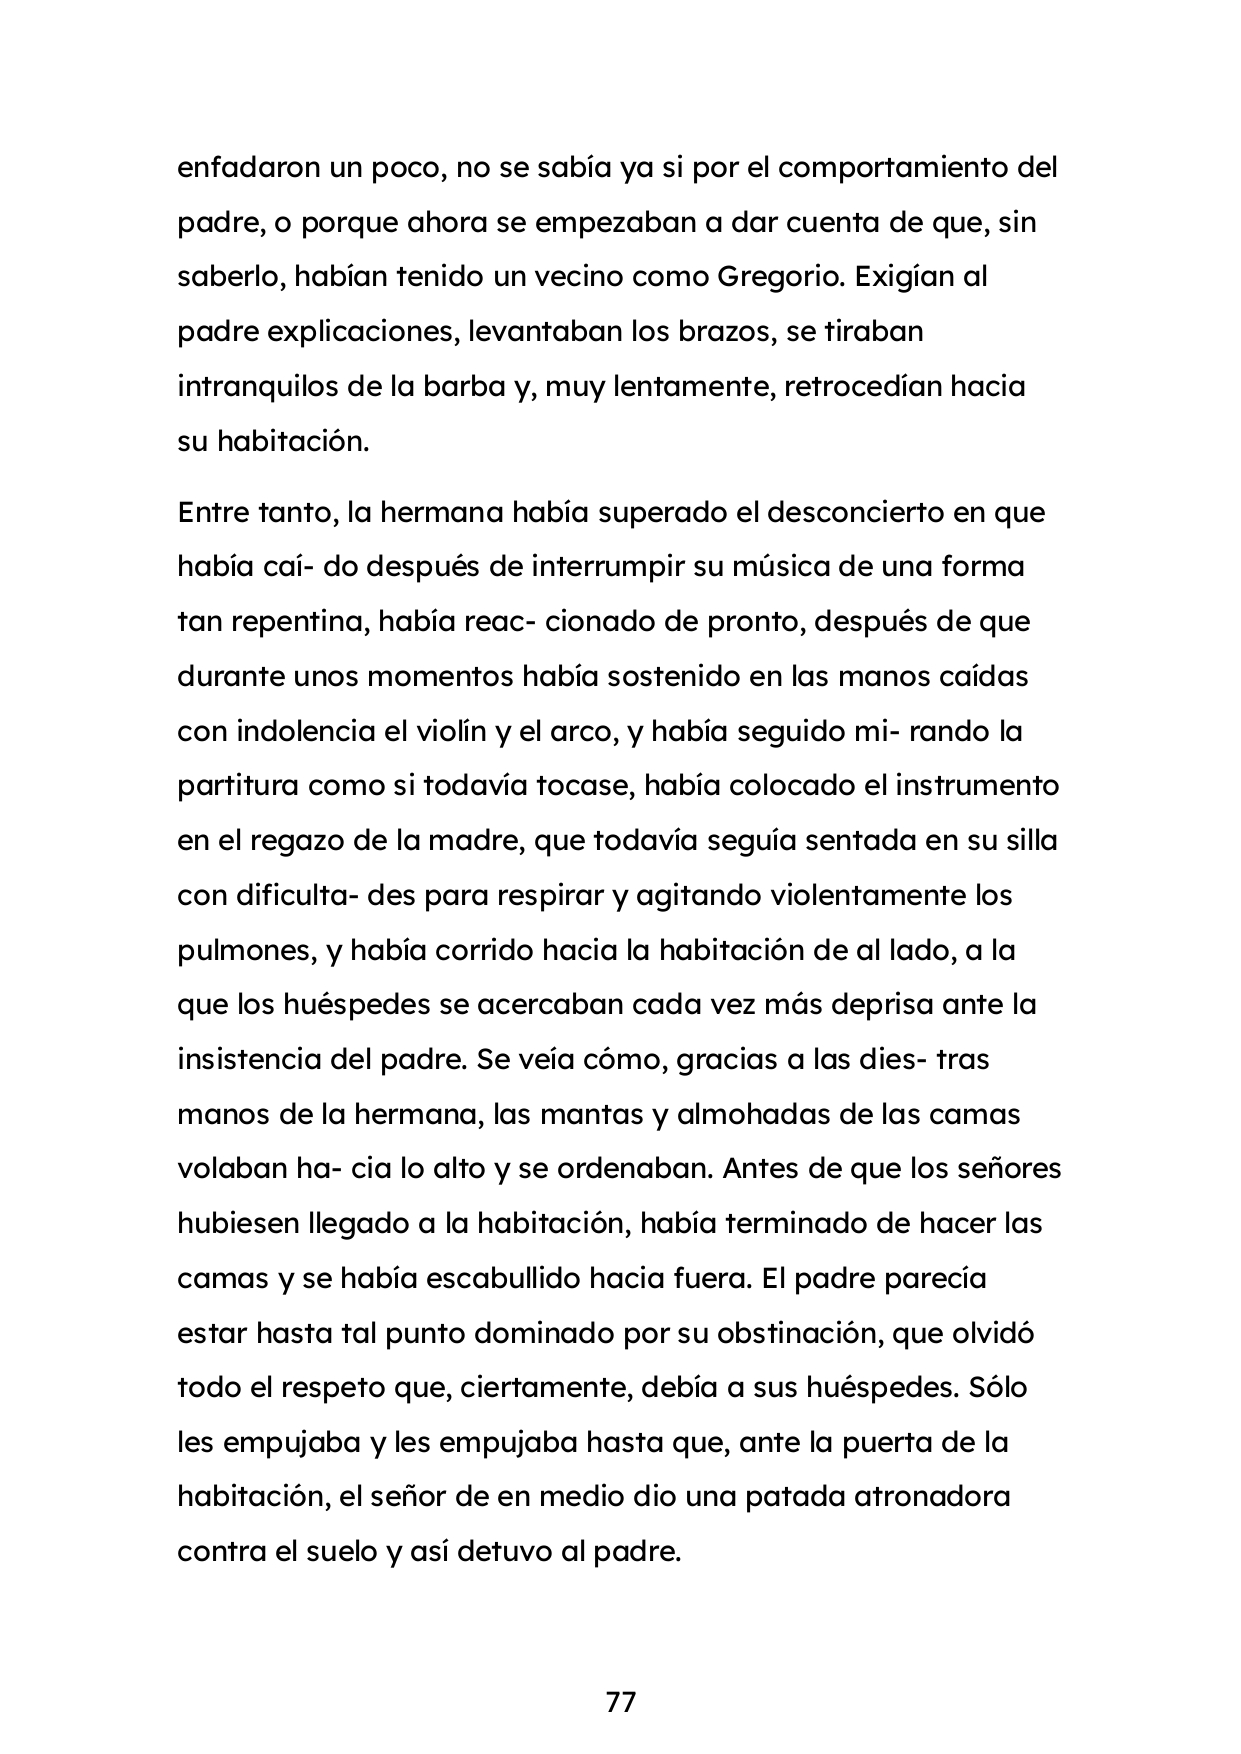 enfadaron un poco, no se sabía ya si por el comportamiento del
padre, o porque ahora se empezaban a dar cuenta de que, sin
saberlo, habían tenido un vecino como Gregorio. Exigían al
padre explicaciones, levantaban los brazos, se tiraban
intranquilos de la barba y, muy lentamente, retrocedían hacia
su habitación.
Entre tanto, la hermana había superado el desconcierto en que
había caí- do después de interrumpir su música de una forma
tan repentina, había reac- cionado de pronto, después de que
durante unos momentos había sostenido en las manos caídas
con indolencia el violín y el arco, y había seguido mi- rando la
partitura como si todavía tocase, había colocado el instrumento
en el regazo de la madre, que todavía seguía sentada en su silla
con dificulta- des para respirar y agitando violentamente los
pulmones, y había corrido hacia la habitación de al lado, a la
que los huéspedes se acercaban cada vez más deprisa ante la
insistencia del padre. Se veía cómo, gracias a las dies- tras
manos de la hermana, las mantas y almohadas de las camas
volaban ha- cia lo alto y se ordenaban. Antes de que los señores
hubiesen llegado a la habitación, había terminado de hacer las
camas y se había escabullido hacia fuera. El padre parecía
estar hasta tal punto dominado por su obstinación, que olvidó
todo el respeto que, ciertamente, debía a sus huéspedes. Sólo
les empujaba y les empujaba hasta que, ante la puerta de la
habitación, el señor de en medio dio una patada atronadora
contra el suelo y así detuvo al padre.
77